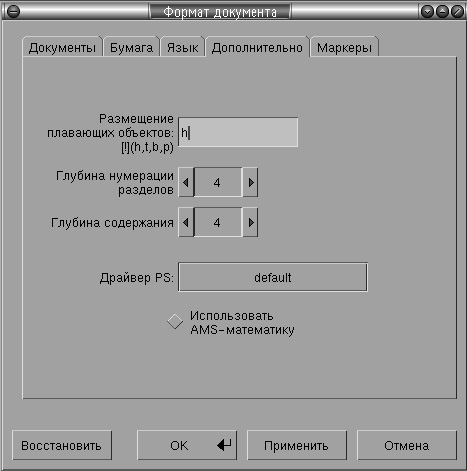 Формат документа
Документы Бумага Язык Дополнительно Маркеры
Размещение
плавающих объектов: h
[!](h,t,b,p)
Глубина нумерации
разделов 4
Глубина содержания 4
Драйвер PS: default
Использовать
AMS-математику
Восстановить OK Применить Отмена